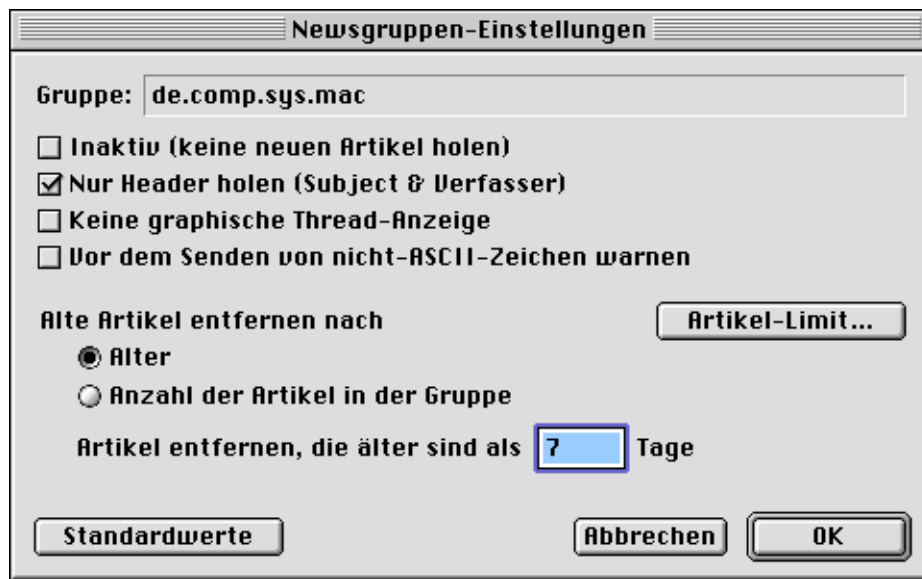 Newsgruppen-Einstellungen
Gruppe: de.comp.sys.mac
Inaktiv (keine neuen Artikel holen)
Nur Header holen (Subject & Verfasser)
Keine graphische Thread-Anzeige
Vor dem Senden von nicht-ASCII-Zeichen warnen
Alte Artikel entfernen nach Artikel-Limit...
Alter
Anzahl der Artikel in der Gruppe
Artikel entfernen, die älter sind als 7 Tage
Standardwerte Abbrechen OK